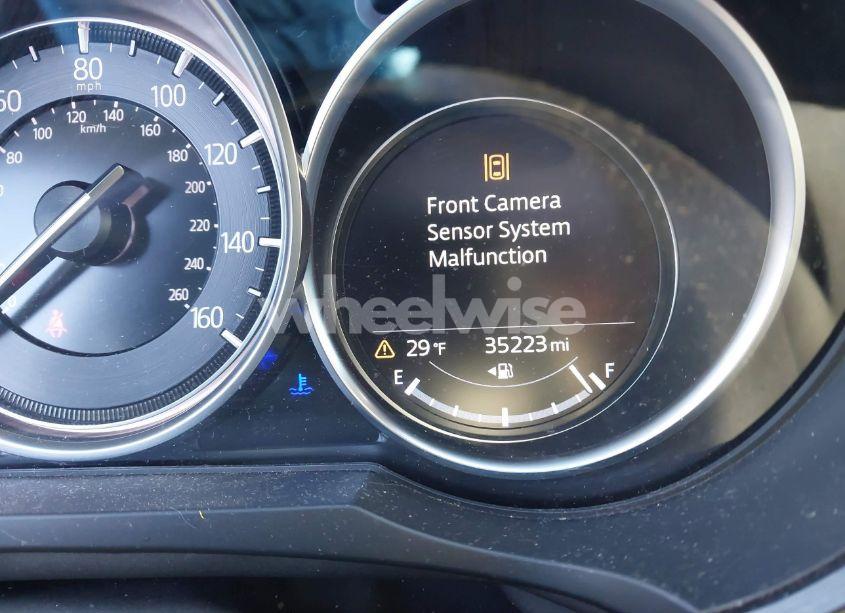 60
80
mph
100
120
140
160
80
100
120
140
km/h
160
180
200
220
240
260
Front Camera
Sensor System
Malfunction
wheelwise
29 °F
35223 mi
E
F